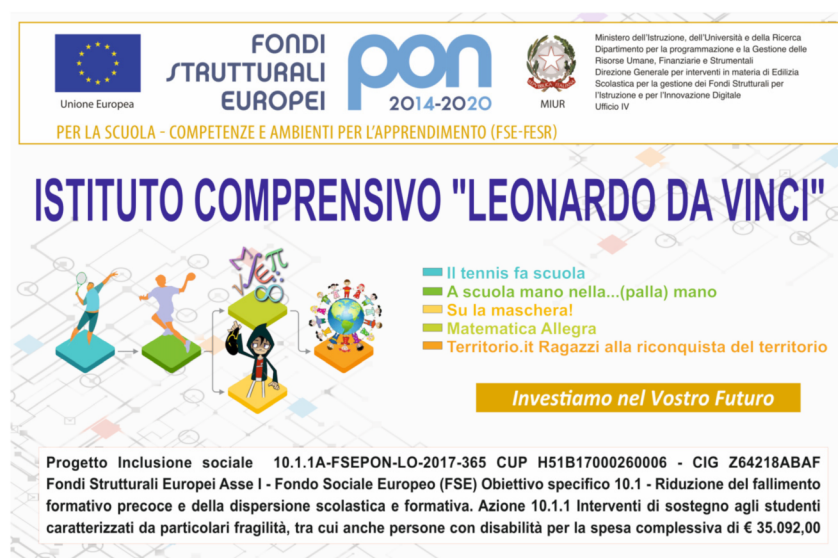 Unione Europea
FONDI
STRUTTURALI
EUROPEI
pon
2014-2020
MIUR
Ministero dell'Istruzione, dell'Università e della Ricerca
Dipartimento per la programmazione e la Gestione delle
Risorse Umane, Finanziarie e Strumentali
Direzione Generale per interventi in materia di Edilizia
Scolastica per la gestione dei Fondi Strutturali per
l'Istruzione e per l'Innovazione Digitale
Ufficio IV
PER LA SCUOLA - COMPETENZE E AMBIENTI PER L'APPRENDIMENTO (FSE-FESR)
ISTITUTO COMPRENSIVO "LEONARDO DA VINCI"
Il tennis fa scuola
A scuola mano nella...(palla) mano
Su la maschera!
Matematica Allegra
Territorio.it Ragazzi alla riconquista del territorio
Investiamo nel Vostro Futuro
Progetto Inclusione sociale 10.1.1A-FSEPON-LO-2017-365 CUP H51B17000260006 - CIG Z64218ABAF
Fondi Strutturali Europei Asse I - Fondo Sociale Europeo (FSE) Obiettivo specifico 10.1 - Riduzione del fallimento
formativo precoce e della dispersione scolastica e formativa. Azione 10.1.1 Interventi di sostegno agli studenti
caratterizzati da particolari fragilità, tra cui anche persone con disabilità per la spesa complessiva di € 35.092,00